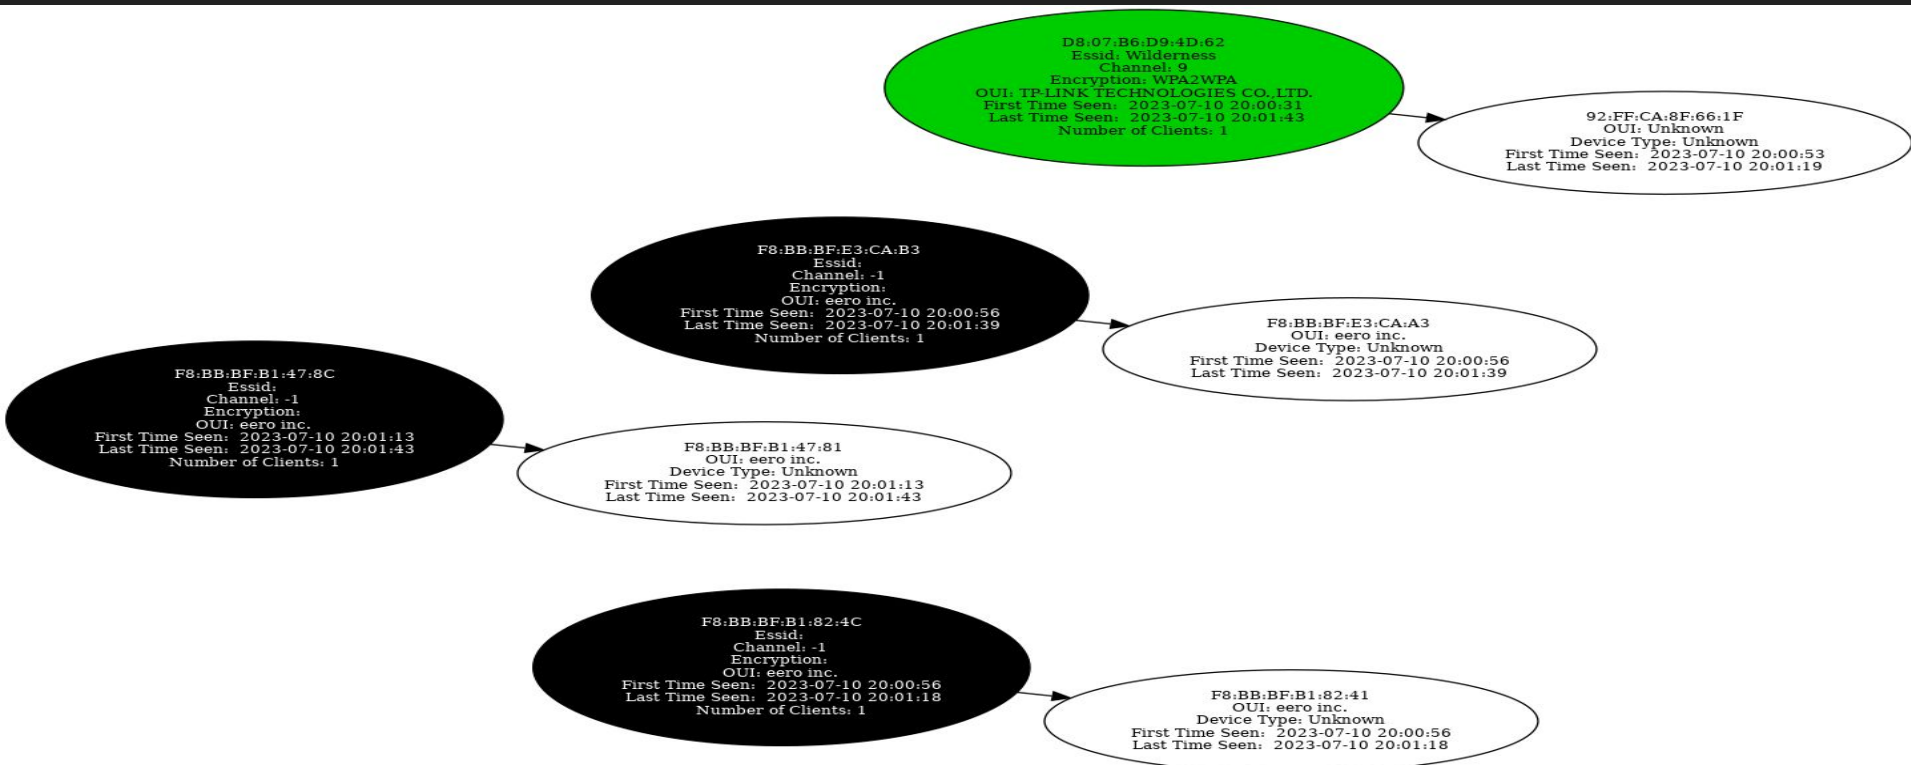 D8:07:B6:D9:4D:62
Essid: Wilderness
Channel: 9
Encryption: WPA2WPA
OUI: TP-LINK TECHNOLOGIES CO.,LTD.
First Time Seen: 2023-07-10 20:00:31
Last Time Seen: 2023-07-10 20:01:43
Number of Clients: 1
92:FF:CA:8F:66:1F
OUI: Unknown
Device Type: Unknown
First Time Seen: 2023-07-10 20:00:53
Last Time Seen: 2023-07-10 20:01:19
F8:BB:BF:E3:CA:B3
Essid:
Channel: -1
Encryption:
OUI: eero inc.
First Time Seen: 2023-07-10 20:00:56
Last Time Seen: 2023-07-10 20:01:39
Number of Clients: 1
F8:BB:BF:E3:CA:A3
OUI: eero inc.
Device Type: Unknown
First Time Seen: 2023-07-10 20:00:56
Last Time Seen: 2023-07-10 20:01:39
F8:BB:BF:B1:47:8C
Essid:
Channel: -1
Encryption:
OUI: eero inc.
First Time Seen: 2023-07-10 20:01:13
Last Time Seen: 2023-07-10 20:01:43
Number of Clients: 1
F8:BB:BF:B1:47:81
OUI: eero inc.
Device Type: Unknown
First Time Seen: 2023-07-10 20:01:13
Last Time Seen: 2023-07-10 20:01:43
F8:BB:BF:B1:82:4C
Essid:
Channel: -1
Encryption:
OUI: eero inc.
First Time Seen: 2023-07-10 20:00:56
Last Time Seen: 2023-07-10 20:01:18
Number of Clients: 1
F8:BB:BF:B1:82:41
OUI: eero inc.
Device Type: Unknown
First Time Seen: 2023-07-10 20:00:56
Last Time Seen: 2023-07-10 20:01:18